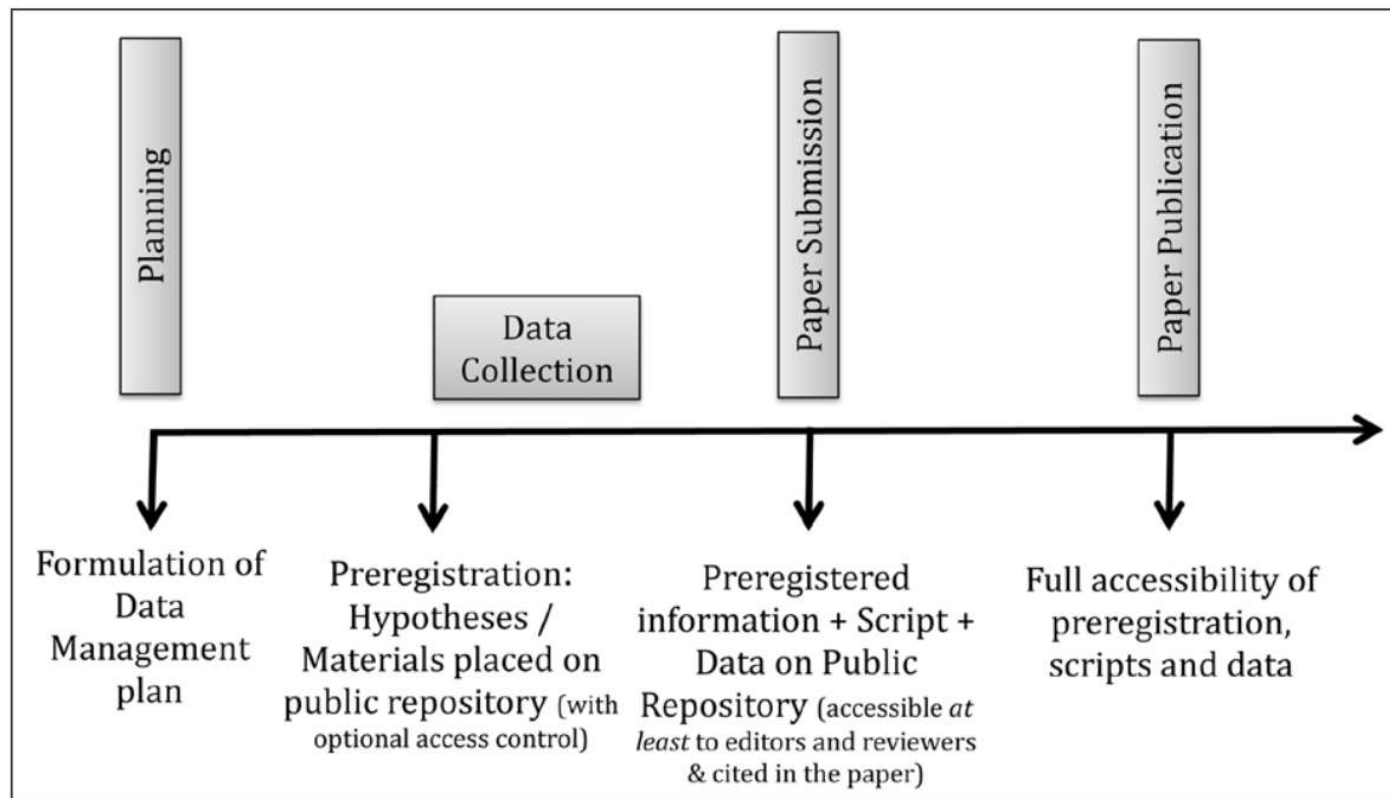 Planning
Data
Collection
Paper Submission
Paper Publication
Formulation of
Data
Management
plan
Preregistration:
Hypotheses /
Materials placed on
public repository (with
optional access control)
Preregistered
information + Script +
Data on Public
Repository (accessible at
least to editors and reviewers
& cited in the paper)
Full accessibility of
preregistration,
scripts and data